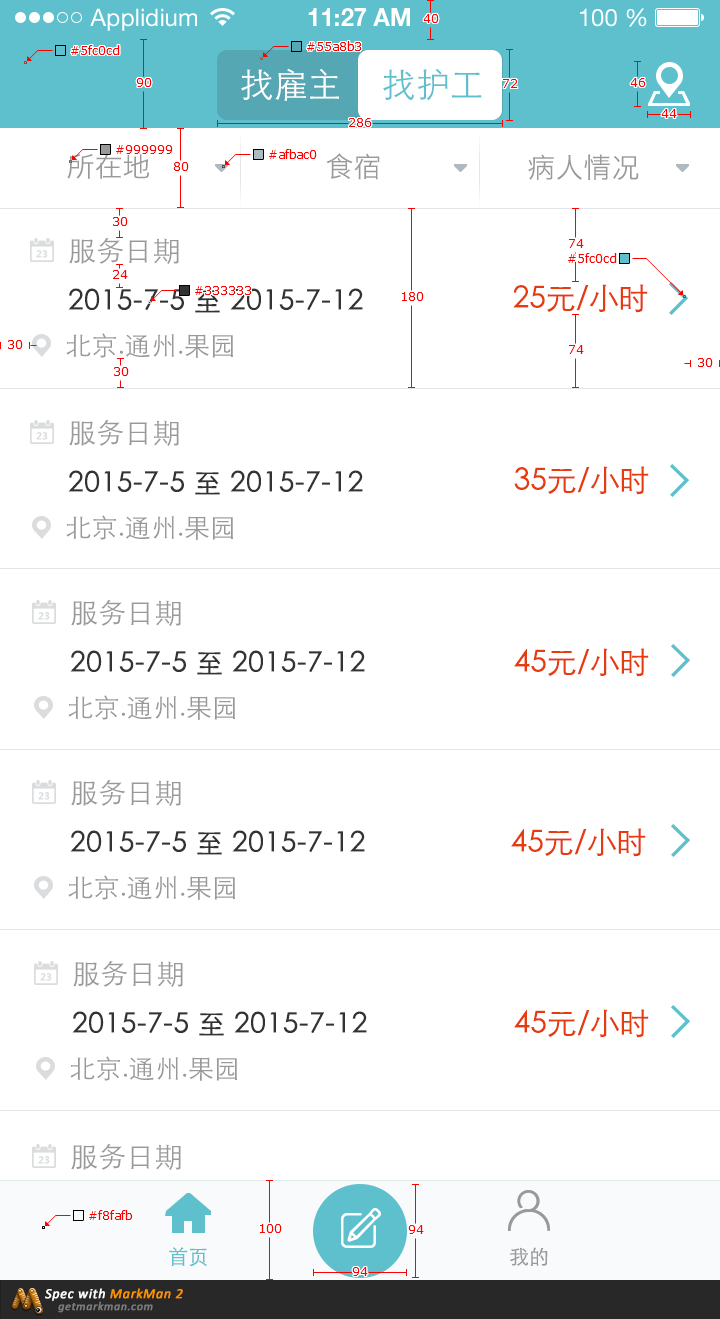 Applidium 11:27 AM 40 100 %
#5fc0cd #55a8b3
90 找雇主 找护工 72 46
286 44
#999999 #afbac0
所在地 80 食宿 病人情况
30 74
服务日期 #5fc0cd
23
24
#333333
2015-7-5 至 2015-7-12 180 25元/小时
30 北京.通州.果园 74 30
30
服务日期
23
2015-7-5 至 2015-7-12 35元/小时
北京.通州.果园
服务日期
23
2015-7-5 至 2015-7-12 45元/小时
北京.通州.果园
服务日期
23
2015-7-5 至 2015-7-12 45元/小时
北京.通州.果园
服务日期
23
2015-7-5 至 2015-7-12 45元/小时
北京.通州.果园
服务日期
23
#f8fafb 100 94
首页 我的
94
Spec with MarkMan 2
getmarkman.com